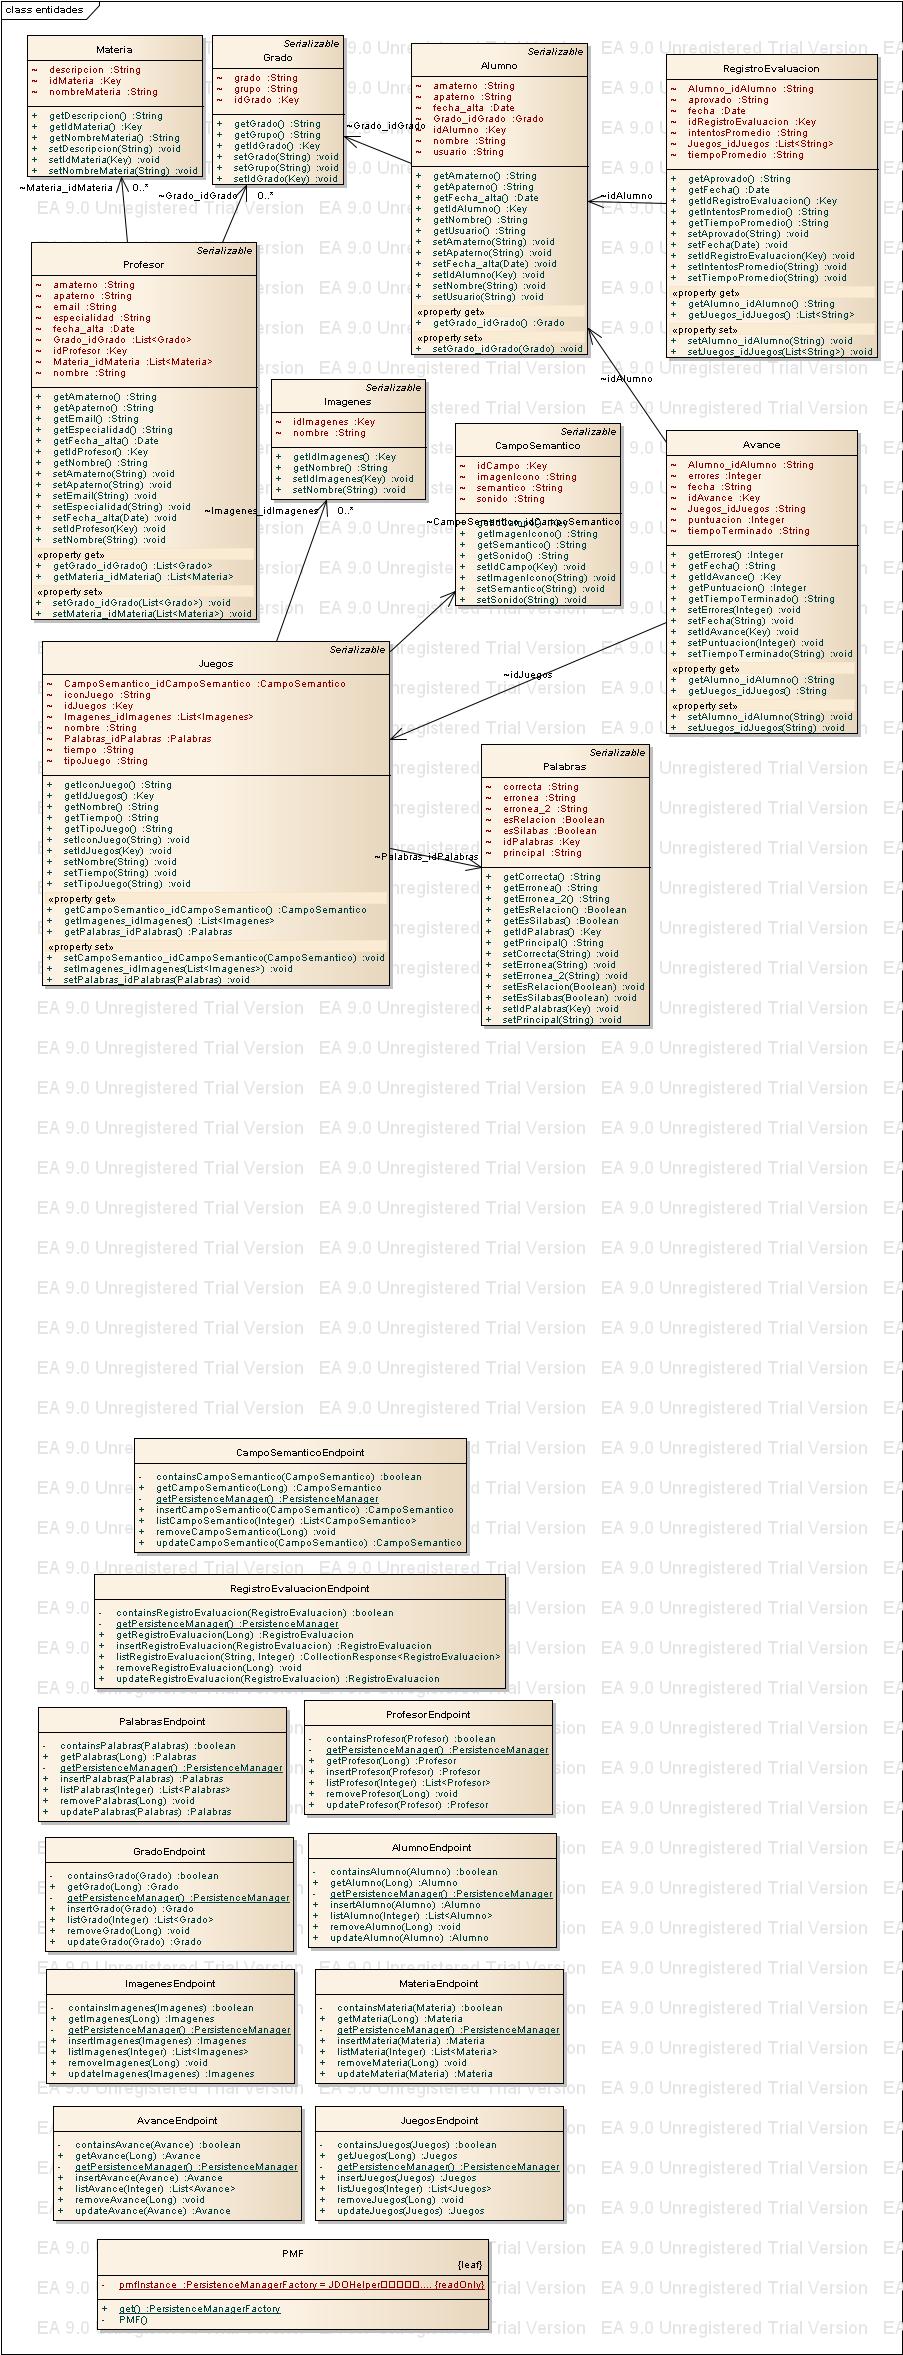 class entidades
Materia
~ descripcion :String
~ idMateria :Key
~ nombreMateria :String
+ getDescripcion() :String
+ getIdMateria() :Key
+ getNombreMateria() :String
+ setDescripcion(String) :void
+ setIdMateria(Key) :void
+ setNombreMateria(String) :void
Serializable
Grado
~ grado :String
~ grupo :String
~ idGrado :Key
+ getGrado() :String
+ getGrupo() :String
+ getIdGrado() :Key
+ setGrado(String) :void
+ setGrupo(String) :void
+ setIdGrado(Key) :void
Serializable
Alumno
~ amaterno :String
~ apaterno :String
~ fecha_alta :Date
~ Grado_idGrado :Grado
~ idAlumno :Key
~ nombre :String
~ usuario :String
+ getAmaterno() :String
+ getApaterno() :String
+ getFecha_alta() :Date
+ getIdAlumno() :Key
+ getNombre() :String
+ getUsuario() :String
+ setAmaterno(String) :void
+ setApaterno(String) :void
+ setFecha_alta(Date) :void
+ setIdAlumno(Key) :void
+ setNombre(String) :void
+ setUsuario(String) :void
«property get»
+ getGrado_idGrado() :Grado
«property set»
+ setGrado_idGrado(Grado) :void
RegistroEvaluacion
~ Alumno_idAlumno :String
~ aprovado :String
~ fecha :Date
~ idRegistroEvaluacion :Key
~ intentosPromedio :String
~ Juegos_idJuegos :List<String>
~ tiempoPromedio :String
+ getAprovado() :String
+ getFecha() :Date
+ getIdRegistroEvaluacion() :Key
+ getIntentosPromedio() :String
+ getTiempoPromedio() :String
+ setAprovado(String) :void
+ setFecha(Date) :void
+ setIdRegistroEvaluacion(Key) :void
+ setIntentosPromedio(String) :void
+ setTiempoPromedio(String) :void
«property get»
+ getAlumno_idAlumno() :String
+ getJuegos_idJuegos() :List<String>
«property set»
+ setAlumno_idAlumno(String) :void
+ setJuegos_idJuegos(List<String>) :void
~Grado_idGrado
~Materia_idMateria
0..*
~Grado_idGrado
0..*
~idAlumno
Serializable
Profesor
~ amaterno :String
~ apaterno :String
~ email :String
~ especialidad :String
~ fecha_alta :Date
~ Grado_idGrado :List<Grado>
~ idProfesor :Key
~ Materia_idMateria :List<Materia>
~ nombre :String
+ getAmaterno() :String
+ getApaterno() :String
+ getEmail() :String
+ getEspecialidad() :String
+ getFecha_alta() :Date
+ getIdProfesor() :Key
+ getNombre() :String
+ setAmaterno(String) :void
+ setApaterno(String) :void
+ setEmail(String) :void
+ setEspecialidad(String) :void
+ setFecha_alta(Date) :void
+ setIdProfesor(Key) :void
+ setNombre(String) :void
«property get»
+ getGrado_idGrado() :List<Grado>
+ getMateria_idMateria() :List<Materia>
«property set»
+ setGrado_idGrado(List<Grado>) :void
+ setMateria_idMateria(List<Materia>) :void
Serializable
Imagenes
~ idImagenes :Key
~ nombre :String
+ getIdImagenes() :Key
+ getNombre() :String
+ setIdImagenes(Key) :void
+ setNombre(String) :void
~Imagenes_idImagenes
0..*
~idAlumno
Serializable
CampoSemantico
~ idCampo :Key
~ imagenIcono :String
~ semantico :String
~ sonido :String
~CampoSemantico_idCampoSemantico
+ getImagenIcono() :String
+ getSemantico() :String
+ getSonido() :String
+ setIdCampo(Key) :void
+ setImagenIcono(String) :void
+ setSemantico(String) :void
+ setSonido(String) :void
Avance
~ Alumno_idAlumno :String
~ errores :Integer
~ fecha :String
~ idAvance :Key
~ Juegos_idJuegos :String
~ puntuacion :Integer
~ tiempoTerminado :String
+ getErrores() :Integer
+ getFecha() :String
+ getIdAvance() :Key
+ getPuntuacion() :Integer
+ getTiempoTerminado() :String
+ setErrores(Integer) :void
+ setFecha(String) :void
+ setIdAvance(Key) :void
+ setPuntuacion(Integer) :void
+ setTiempoTerminado(String) :void
«property get»
+ getAlumno_idAlumno() :String
+ getJuegos_idJuegos() :String
«property set»
+ setAlumno_idAlumno(String) :void
+ setJuegos_idJuegos(String) :void
~idJuegos
Serializable
Juegos
~ CampoSemantico_idCampoSemantico :CampoSemantico
~ iconJuego :String
~ idJuegos :Key
~ Imagenes_idImagenes :List<Imagenes>
~ nombre :String
~ Palabras_idPalabras :Palabras
~ tiempo :String
~ tipoJuego :String
+ getIconJuego() :String
+ getIdJuegos() :Key
+ getNombre() :String
+ getTiempo() :String
+ getTipoJuego() :String
+ setIconJuego(String) :void
+ setIdJuegos(Key) :void
+ setNombre(String) :void
+ setTiempo(String) :void
+ setTipoJuego(String) :void
«property get»
+ getCampoSemantico_idCampoSemantico() :CampoSemantico
+ getImagenes_idImagenes() :List<Imagenes>
+ getPalabras_idPalabras() :Palabras
«property set»
+ setCampoSemantico_idCampoSemantico(CampoSemantico) :void
+ setImagenes_idImagenes(List<Imagenes>) :void
+ setPalabras_idPalabras(Palabras) :void
~Palabras_idPalabras
Serializable
Palabras
~ correcta :String
~ erronea :String
~ erronea_2 :String
~ esRelacion :Boolean
~ esSilabas :Boolean
~ idPalabras :Key
~ principal :String
+ getCorrecta() :String
+ getErronea() :String
+ getErronea_2() :String
+ getEsRelacion() :Boolean
+ getEsSilabas() :Boolean
+ getIdPalabras() :Key
+ getPrincipal() :String
+ setCorrecta(String) :void
+ setErronea(String) :void
+ setErronea_2(String) :void
+ setEsRelacion(Boolean) :void
+ setEsSilabas(Boolean) :void
+ setIdPalabras(Key) :void
+ setPrincipal(String) :void
CampoSemanticoEndpoint
- containsCampoSemantico(CampoSemantico) :boolean
+ getCampoSemantico(Long) :CampoSemantico
- getPersistenceManager() :PersistenceManager
+ insertCampoSemantico(CampoSemantico) :CampoSemantico
+ listCampoSemantico(Integer) :List<CampoSemantico>
+ removeCampoSemantico(Long) :void
+ updateCampoSemantico(CampoSemantico) :CampoSemantico
RegistroEvaluacionEndpoint
- containsRegistroEvaluacion(RegistroEvaluacion) :boolean
- getPersistenceManager() :PersistenceManager
+ getRegistroEvaluacion(Long) :RegistroEvaluacion
+ insertRegistroEvaluacion(RegistroEvaluacion) :RegistroEvaluacion
+ listRegistroEvaluacion(String, Integer) :CollectionResponse<RegistroEvaluacion>
+ removeRegistroEvaluacion(Long) :void
+ updateRegistroEvaluacion(RegistroEvaluacion) :RegistroEvaluacion
PalabrasEndpoint
- containsPalabras(Palabras) :boolean
+ getPalabras(Long) :Palabras
- getPersistenceManager() :PersistenceManager
+ insertPalabras(Palabras) :Palabras
+ listPalabras(Integer) :List<Palabras>
+ removePalabras(Long) :void
+ updatePalabras(Palabras) :Palabras
ProfesorEndpoint
- containsProfesor(Profesor) :boolean
- getPersistenceManager() :PersistenceManager
+ getProfesor(Long) :Profesor
+ insertProfesor(Profesor) :Profesor
+ listProfesor(Integer) :List<Profesor>
+ removeProfesor(Long) :void
+ updateProfesor(Profesor) :Profesor
GradoEndpoint
- containsGrado(Grado) :boolean
+ getGrado(Long) :Grado
- getPersistenceManager() :PersistenceManager
+ insertGrado(Grado) :Grado
+ listGrado(Integer) :List<Grado>
+ removeGrado(Long) :void
+ updateGrado(Grado) :Grado
AlumnoEndpoint
- containsAlumno(Alumno) :boolean
+ getAlumno(Long) :Alumno
- getPersistenceManager() :PersistenceManager
+ insertAlumno(Alumno) :Alumno
+ listAlumno(Integer) :List<Alumno>
+ removeAlumno(Long) :void
+ updateAlumno(Alumno) :Alumno
ImagenesEndpoint
- containsImagenes(Imagenes) :boolean
+ getImagenes(Long) :Imagenes
- getPersistenceManager() :PersistenceManager
+ insertImagenes(Imagenes) :Imagenes
+ listImagenes(Integer) :List<Imagenes>
+ removeImagenes(Long) :void
+ updateImagenes(Imagenes) :Imagenes
MateriaEndpoint
- containsMateria(Materia) :boolean
+ getMateria(Long) :Materia
- getPersistenceManager() :PersistenceManager
+ insertMateria(Materia) :Materia
+ listMateria(Integer) :List<Materia>
+ removeMateria(Long) :void
+ updateMateria(Materia) :Materia
AvanceEndpoint
- containsAvance(Avance) :boolean
+ getAvance(Long) :Avance
- getPersistenceManager() :PersistenceManager
+ insertAvance(Avance) :Avance
+ listAvance(Integer) :List<Avance>
+ removeAvance(Long) :void
+ updateAvance(Avance) :Avance
JuegosEndpoint
- containsJuegos(Juegos) :boolean
+ getJuegos(Long) :Juegos
- getPersistenceManager() :PersistenceManager
+ insertJuegos(Juegos) :Juegos
+ listJuegos(Integer) :List<Juegos>
+ removeJuegos(Long) :void
+ updateJuegos(Juegos) :Juegos
PMF
{leaf}
- pmfInstance :PersistenceManagerFactory = JDOHelper□□□□□.... {readOnly}
+ get() :PersistenceManagerFactory
- PMF()
EA 9.0 Unregistered Trial Version